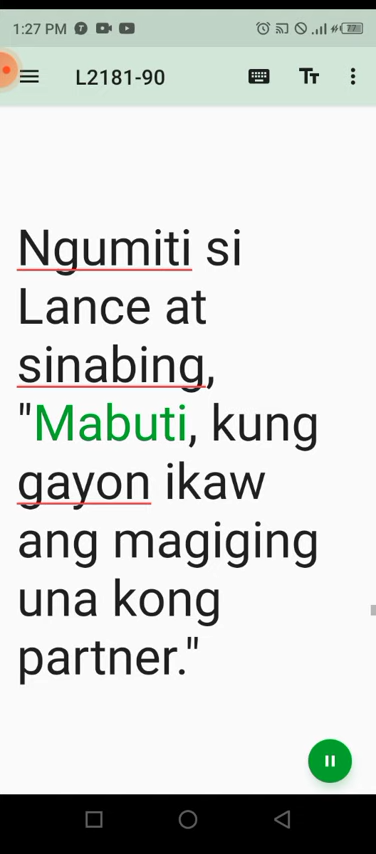 1:27 PM
77
L2181-90
Ngumiti si
Lance at
sinabing,
"Mabuti, kung
gayon ikaw
ang magiging
una kong
partner."